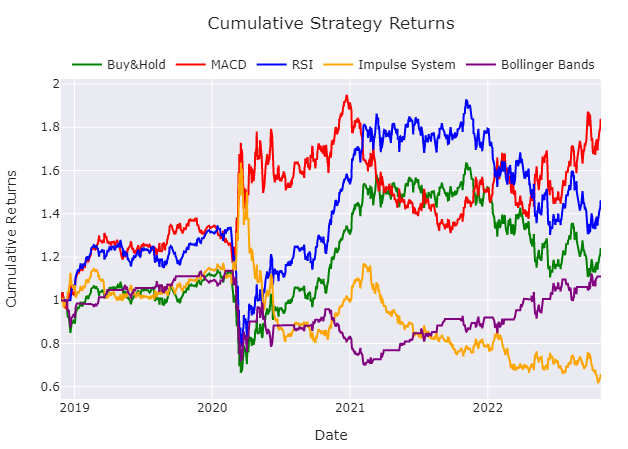 Cumulative Strategy Returns
Buy&Hold MACD RSI Impulse System Bollinger Bands
2
1.8
1.6
1.4
1.2
1
0.8
0.6
Cumulative Returns
2019 2020 2021 2022
Date